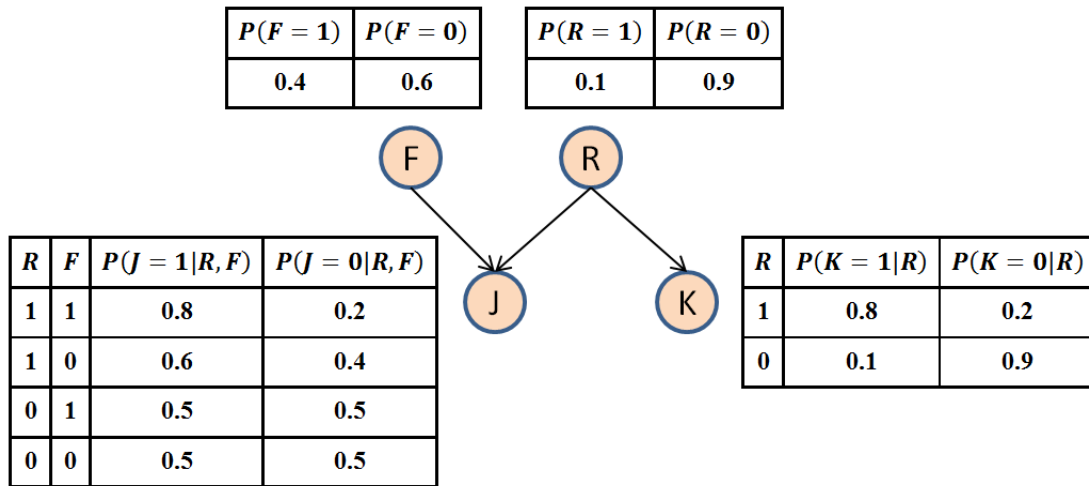 P(F = 1) P(F = 0)
0.4 0.6
P(R = 1) P(R = 0)
0.1 0.9
F
R
J
K
R F P(J = 1|R, F) P(J = 0|R, F)
1 1 0.8 0.2
1 0 0.6 0.4
0 1 0.5 0.5
0 0 0.5 0.5
R P(K = 1|R) P(K = 0|R)
1 0.8 0.2
0 0.1 0.9